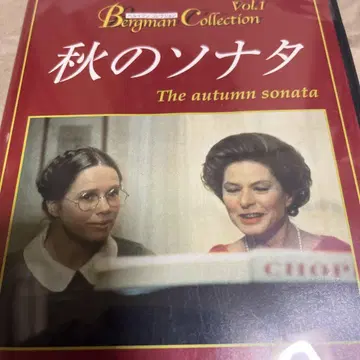 Vol.1
Bergman Collection
秋のソナタ
The autumn sonata
CHOP